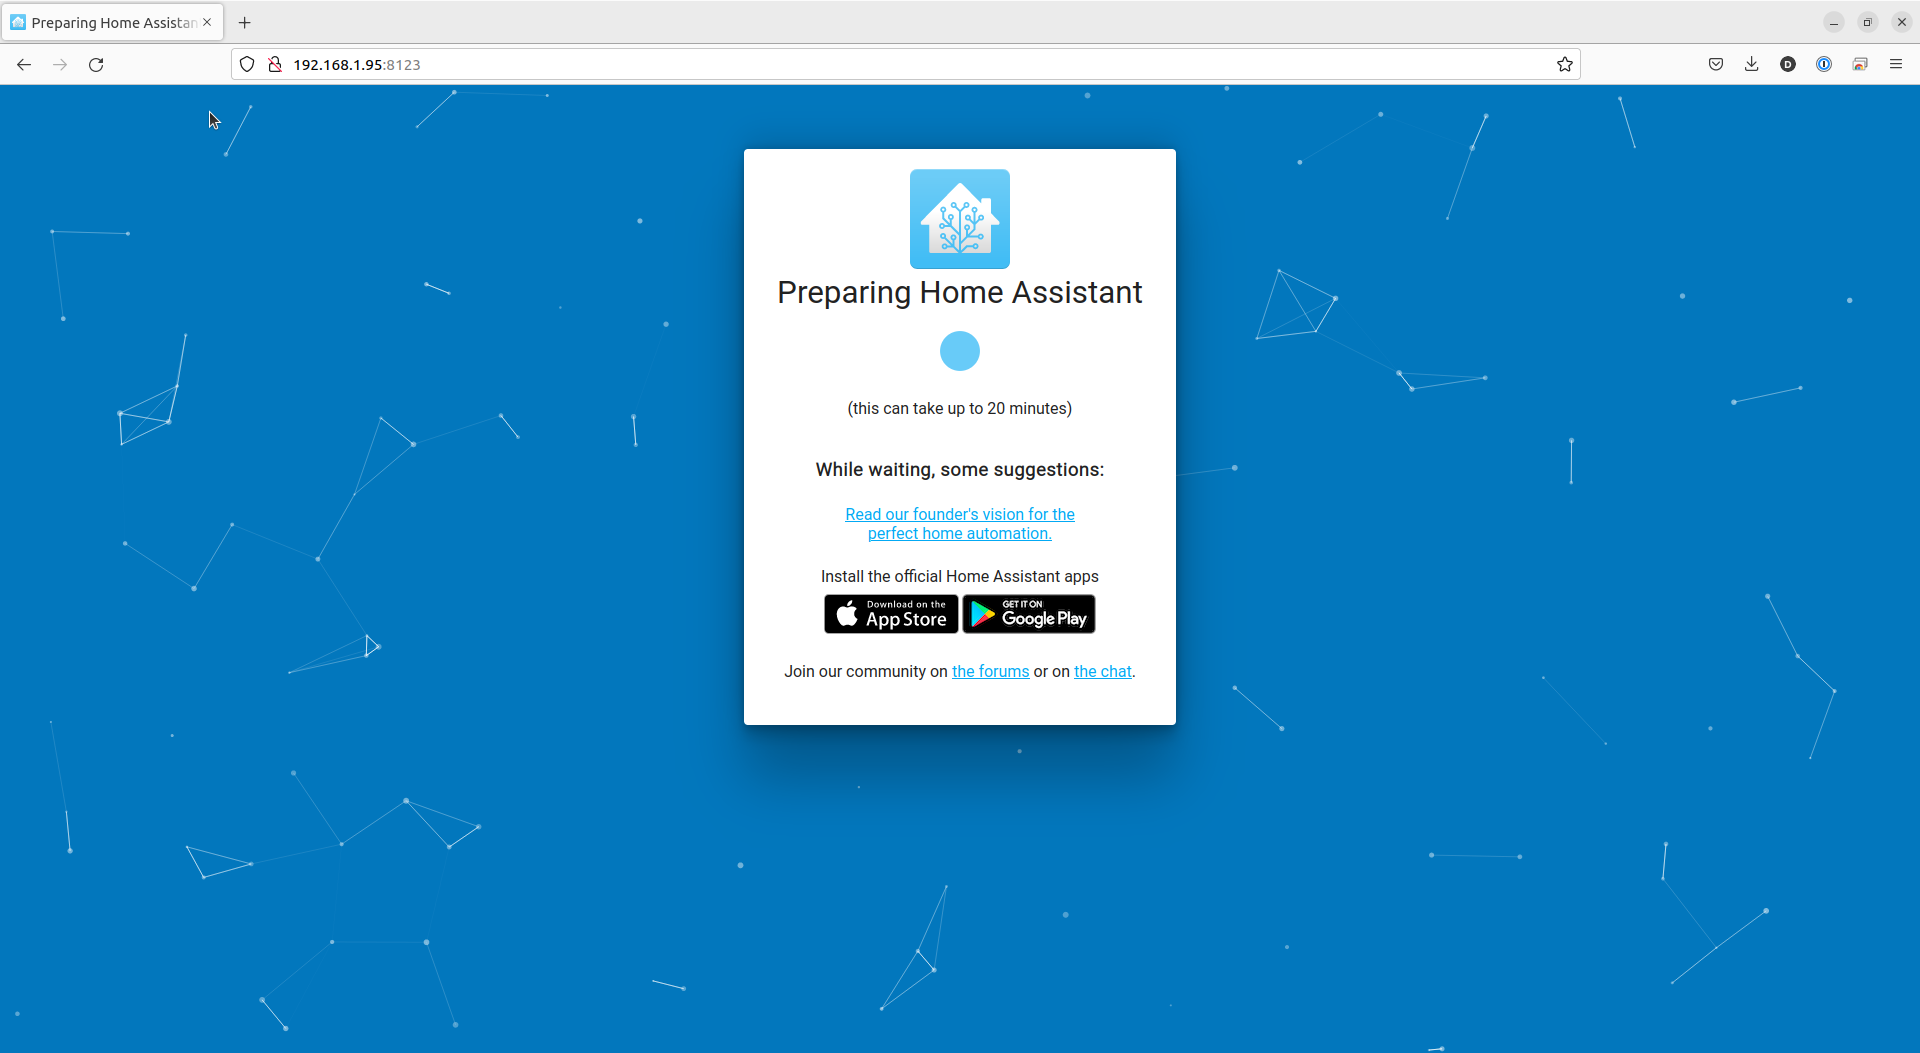 Preparing Home Assistan
192.168.1.95:8123
D
Preparing Home Assistant
(this can take up to 20 minutes)
While waiting, some suggestions:
Read our founder's vision for the
perfect home automation.
Install the official Home Assistant apps
Download on the
App Store
GET IT ON
Google Play
Join our community on the forums or on the chat.